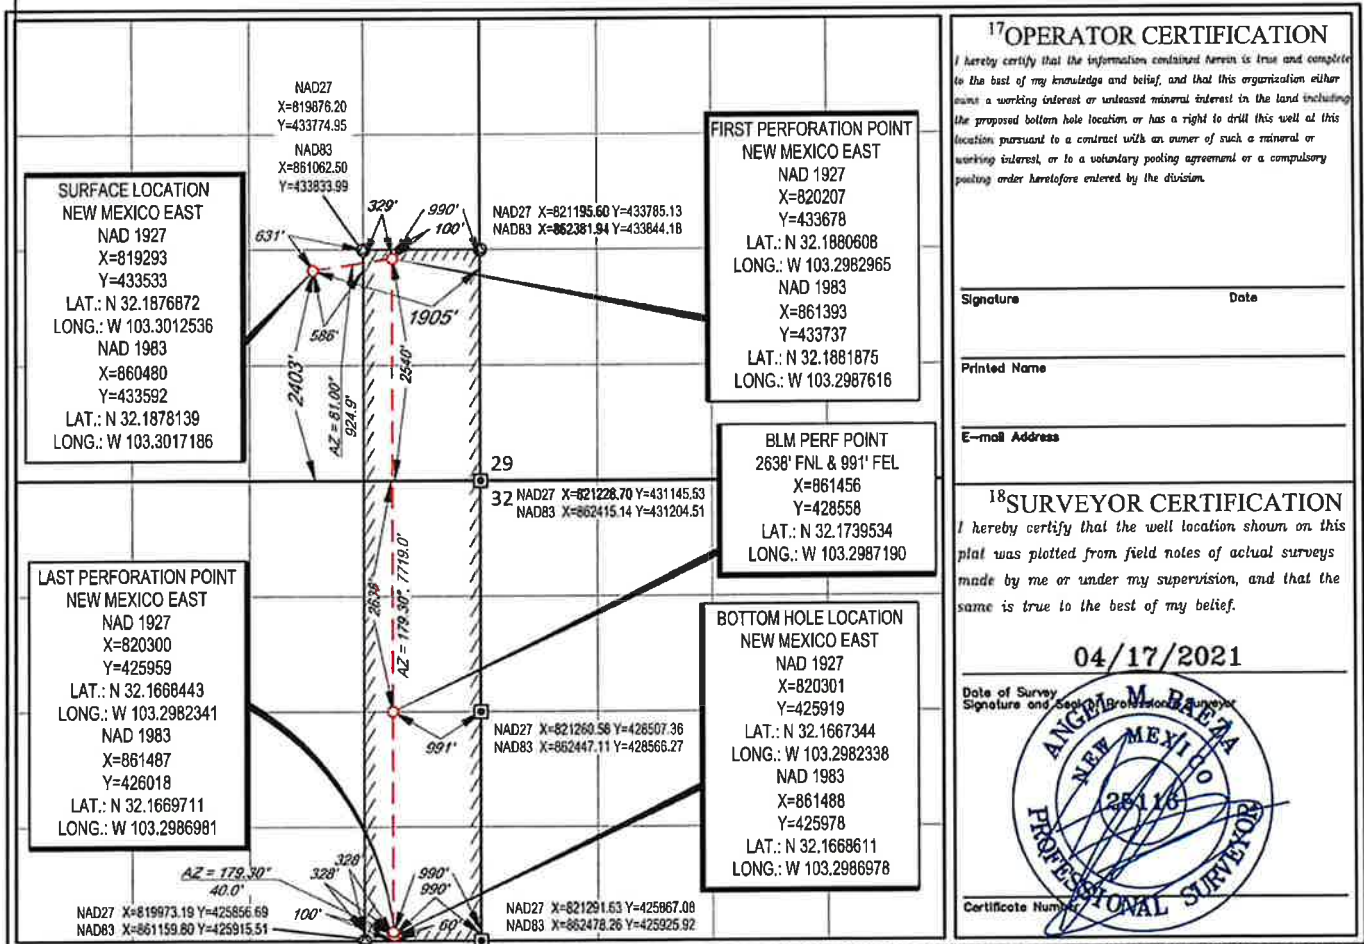 NAD27
X=819876.20
Y=433774.95
NAD83
X=861062.50
Y=433833.99
SURFACE LOCATION
NEW MEXICO EAST
NAD 1927
X=819293
Y=433533
LAT.: N 32.1876872
LONG.: W 103.3012536
NAD 1983
X=860480
Y=433592
LAT.: N 32.1878139
LONG.: W 103.3017186
631'
329'
990'
100'
NAD27 X=821195.60 Y=433785.13
NAD83 X=862381.94 Y=433844.18
586'
1905'
2403'
AZ = 81.00°
924.9'
2540'
FIRST PERFORATION POINT
NEW MEXICO EAST
NAD 1927
X=820207
Y=433678
LAT.: N 32.1880608
LONG.: W 103.2982965
NAD 1983
X=861393
Y=433737
LAT.: N 32.1881875
LONG.: W 103.2987616
29
32
NAD27 X=821228.70 Y=431145.53
NAD83 X=862415.14 Y=431204.51
BLM PERF POINT
2638' FNL & 991' FEL
X=861456
Y=428558
LAT.: N 32.1739534
LONG.: W 103.2987190
2638'
AZ = 179.30°, 7719.0'
LAST PERFORATION POINT
NEW MEXICO EAST
NAD 1927
X=820300
Y=425959
LAT.: N 32.1668443
LONG.: W 103.2982341
NAD 1983
X=861487
Y=426018
LAT.: N 32.1669711
LONG.: W 103.2986981
991'
NAD27 X=821260.58 Y=428507.36
NAD83 X=862447.11 Y=428566.27
BOTTOM HOLE LOCATION
NEW MEXICO EAST
NAD 1927
X=820301
Y=425919
LAT.: N 32.1667344
LONG.: W 103.2982338
NAD 1983
X=861488
Y=425978
LAT.: N 32.1668611
LONG.: W 103.2986978
AZ = 179.30°
40.0'
328'
328'
100'
990'
990'
60'
NAD27 X=819973.19 Y=425856.69
NAD83 X=861159.80 Y=425915.51
NAD27 X=821291.63 Y=425867.08
NAD83 X=862478.26 Y=425925.92
17OPERATOR CERTIFICATION
I hereby certify that the information contained herein is true and complete
to the best of my knowledge and belief, and that this organization either
owns a working interest or unleased mineral interest in the land including
the proposed bottom hole location or has a right to drill this well at this
location pursuant to a contract with an owner of such a mineral or
working interest, or to a voluntary pooling agreement or a compulsory
pooling order heretofore entered by the division.
Signature Date
Printed Name
E-mail Address
18SURVEYOR CERTIFICATION
I hereby certify that the well location shown on this
plat was plotted from field notes of actual surveys
made by me or under my supervision, and that the
same is true to the best of my belief.
04/17/2021
Date of Survey
Signature and Seal of Professional Surveyor
ANGEL M. BAEZA
NEW MEXICO
25116
PROFESSIONAL SURVEYOR
Certificate Number